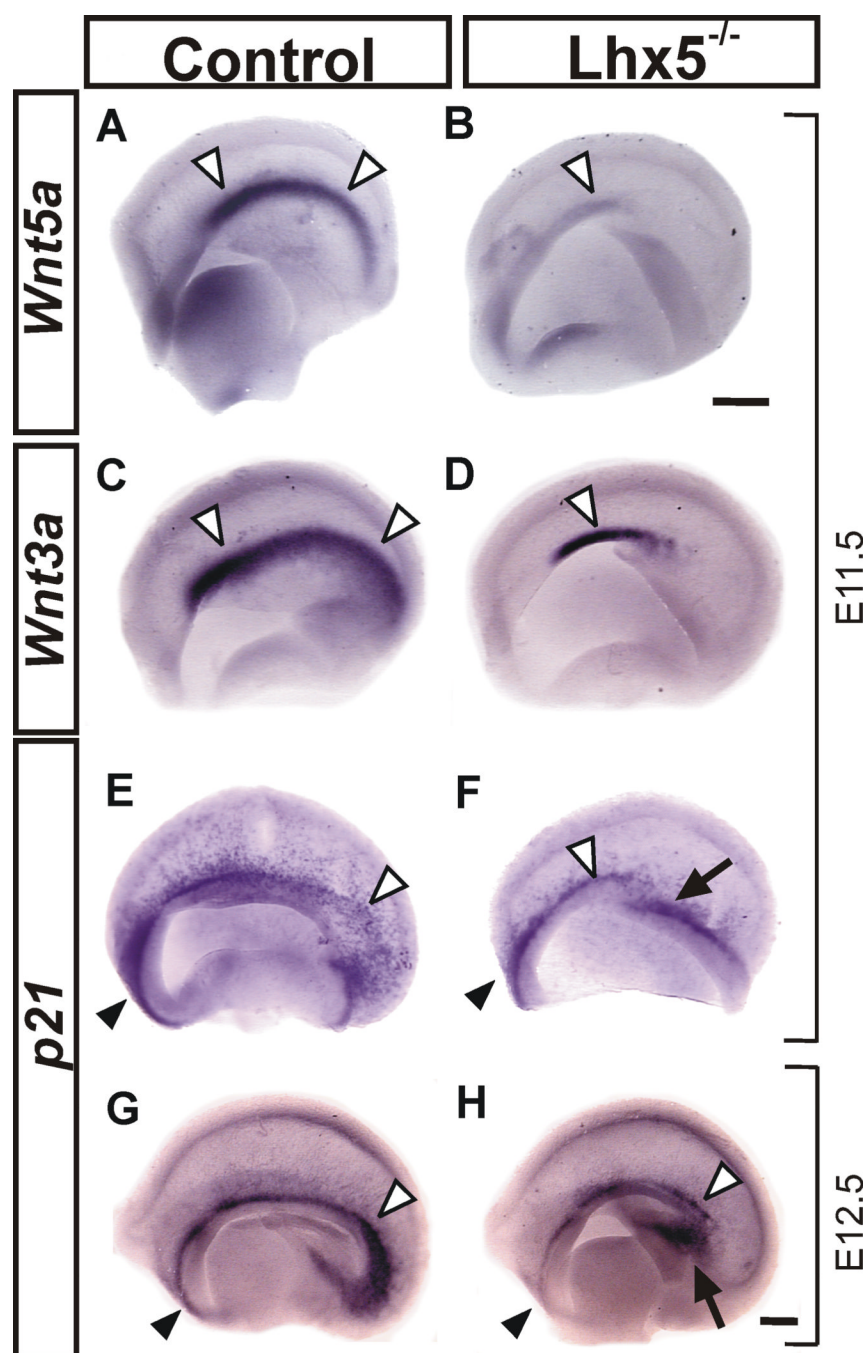 Control Lhx5-/-
Wnt5a
A B
Wnt3a
C D
E11.5
p21
E F
G H
E12.5